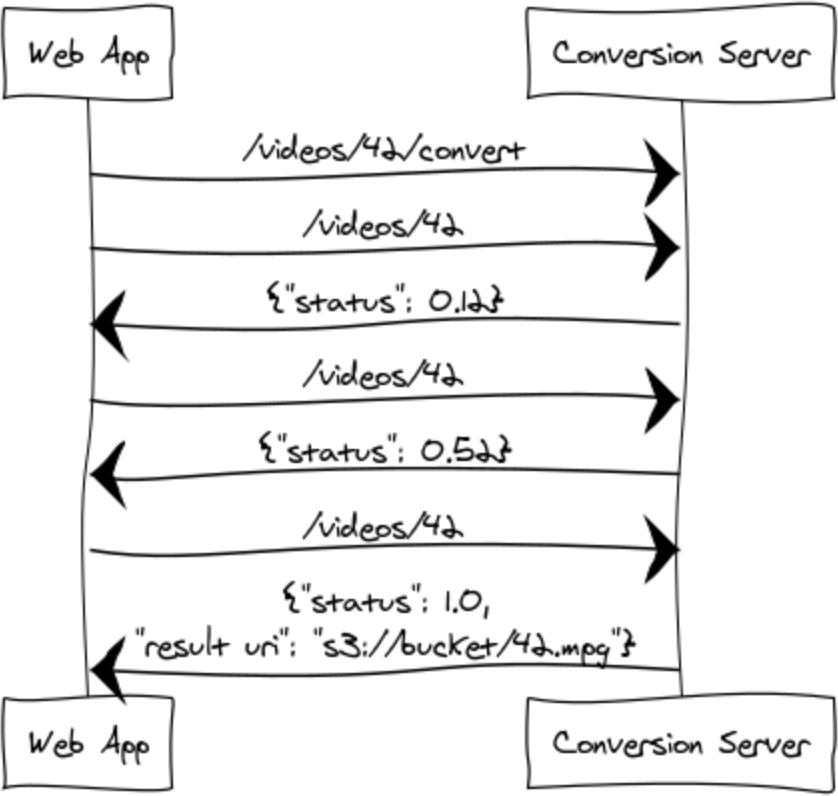 Web App
Conversion Server
/videos/42/convert
/videos/42
{"status": 0.12}
/videos/42
{"status": 0.52}
/videos/42
{"status": 1.0,
"result uri": "s3://bucket/42.mpg"}
Web App
Conversion Server